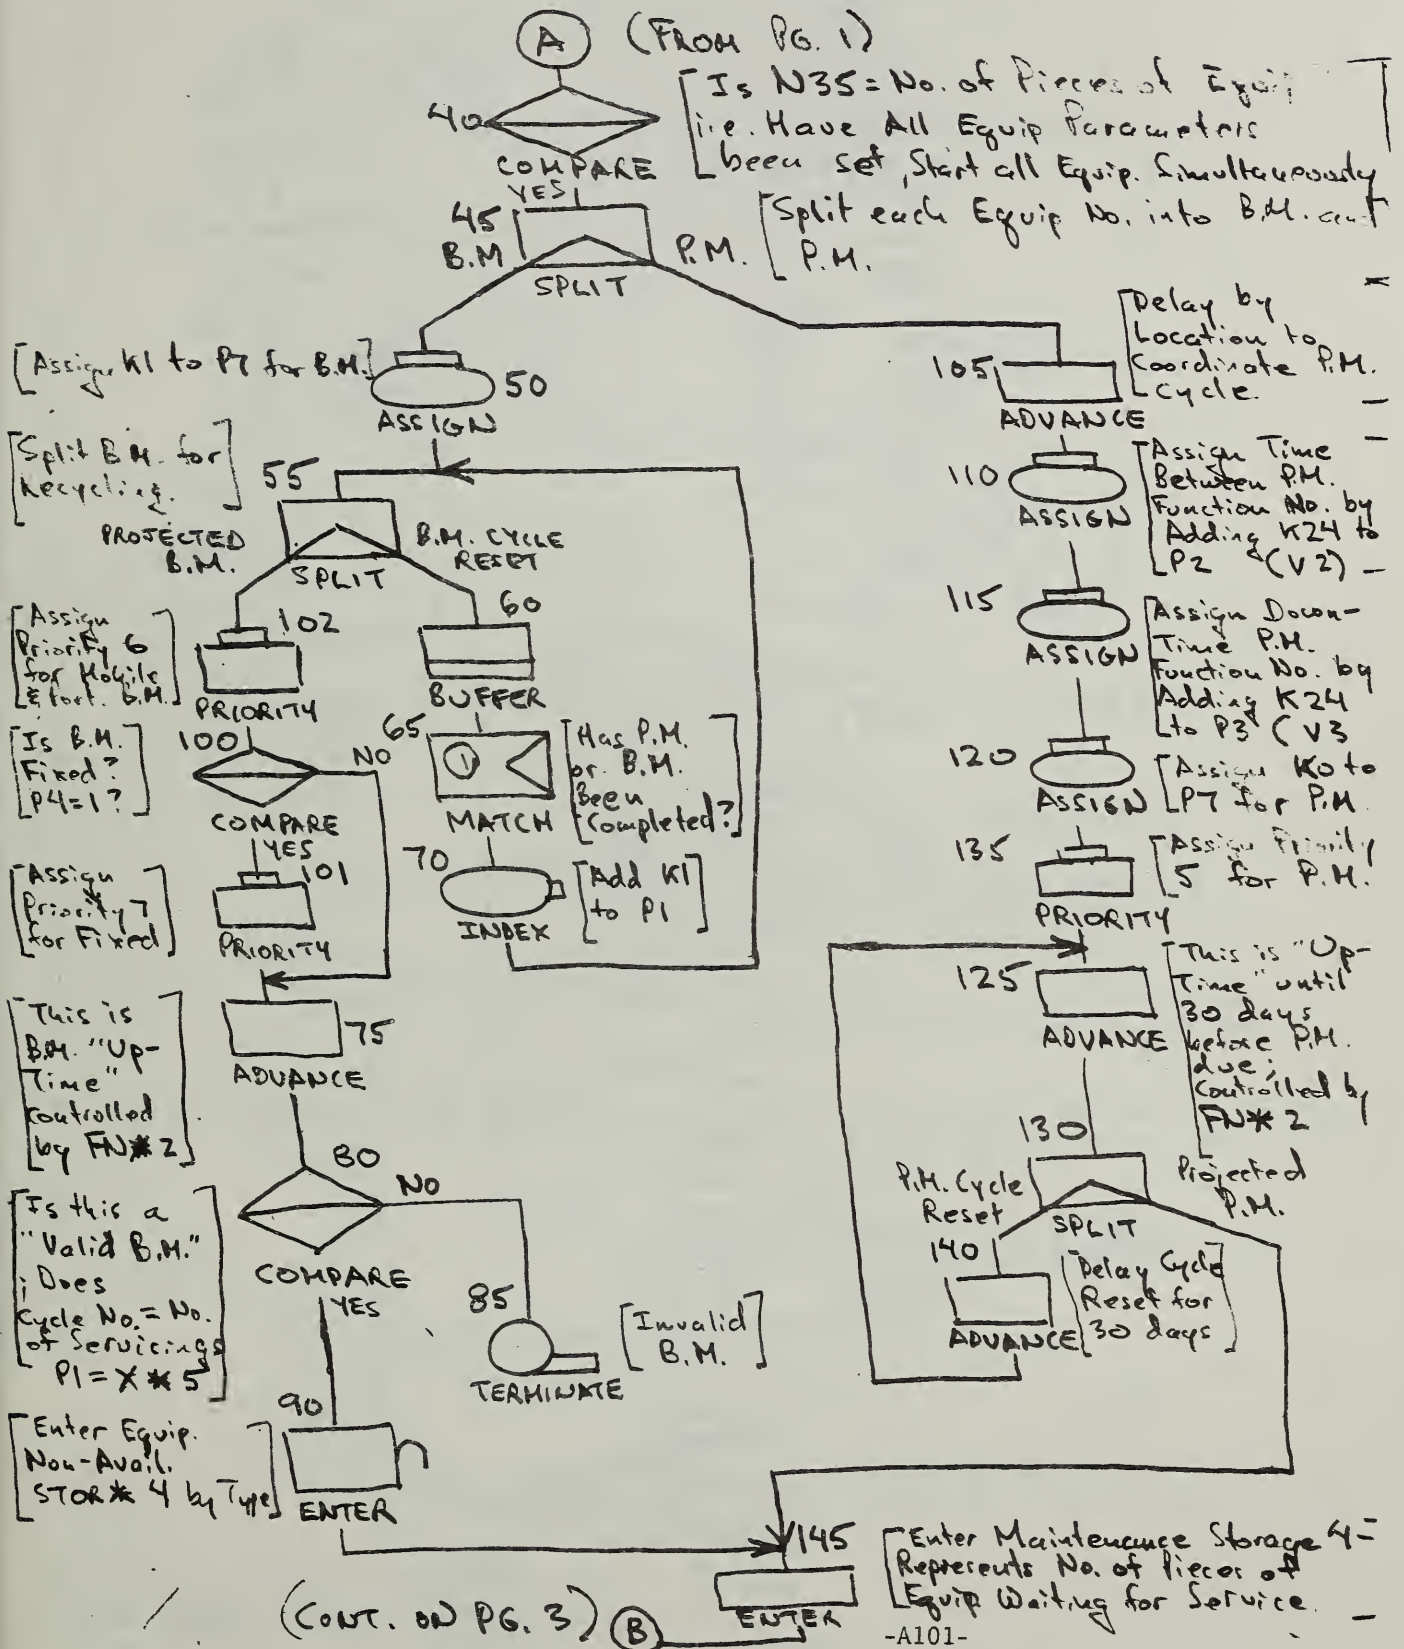 A (FROM PG. 1)
40
COMPARE
YES
[Is N35 = No. of Pieces of Equip
i.e. Have All Equip Parameters
been set, Start all Equip. Simultaneously
45
B.M
P.M.
SPLIT
[Split each Equip No. into B.M. and
P.M.
[Assign K1 to P7 for B.M.]
50
ASSIGN
[Split B.M. for
Recycling.]
55
PROJECTED
B.M.
SPLIT
B.M. CYCLE
RESET
[Assign
Priority 6
for Mobile
& Port. B.M.]
102
PRIORITY
60
BUFFER
[Is B.M.
Fixed?
P4=1?]
100
NO
COMPARE
YES
65
1
MATCH
[Has P.M.
or B.M.
Been
Completed?]
[Assign
Priority 7
for Fixed]
101
PRIORITY
70
INDEX
[Add K1
to P1]
[This is
B.M. "Up-
Time"
controlled
by FN*2]
75
ADVANCE
80
NO
COMPARE
YES
[Is this a
"Valid B.M."
; Does
Cycle No. = No.
of Servicings
P1 = X*5]
85
TERMINATE
[Invalid
B.M.]
[Enter Equip.
Non-Avail.
STOR*4 by Type]
90
ENTER
105
ADVANCE
[Delay by
Location to
Coordinate P.M.
Cycle.
110
ASSIGN
[Assign Time
Between P.M.
Function No. by
Adding K24 to
P2 (V2)
115
ASSIGN
[Assign Down-
Time P.M.
Function No. by
Adding K24
to P3 (V3
120
ASSIGN
[Assign K0 to
P7 for P.M.
135
PRIORITY
[Assign Priority
5 for P.M.
125
ADVANCE
[This is "Up-
Time" until
30 days
before P.M.
due;
Controlled by
FN*2
130
P.M. Cycle
Reset
SPLIT
Projected
P.M.
140
ADVANCE
[Delay Cycle
Reset for
30 days]
145
ENTER
[Enter Maintenance Storage 4=
Represents No. of Pieces of
Equip Waiting for Service.
(CONT. ON PG. 3) B
-A101-